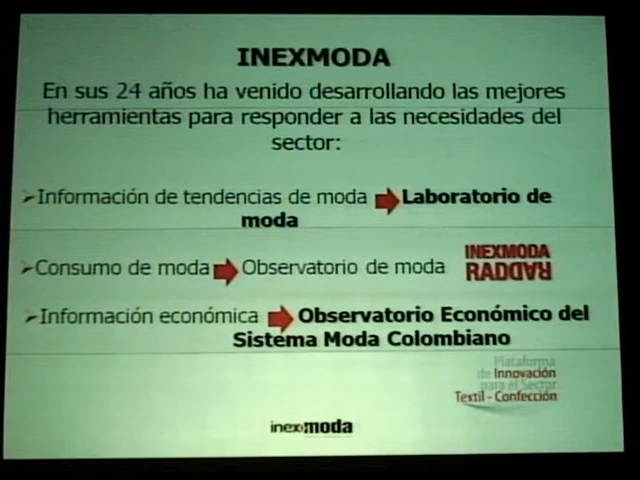 INEXMODA
En sus 24 años ha venido desarrollando las mejores
herramientas para responder a las necesidades del
sector:
➢Información de tendencias de moda Laboratorio de
moda
➢Consumo de moda Observatorio de moda
INEXMODA
RADDAR
➢Información económica Observatorio Económico del
Sistema Moda Colombiano
Plataforma
de Innovación
para el Sector
Textil - Confección
inexmoda